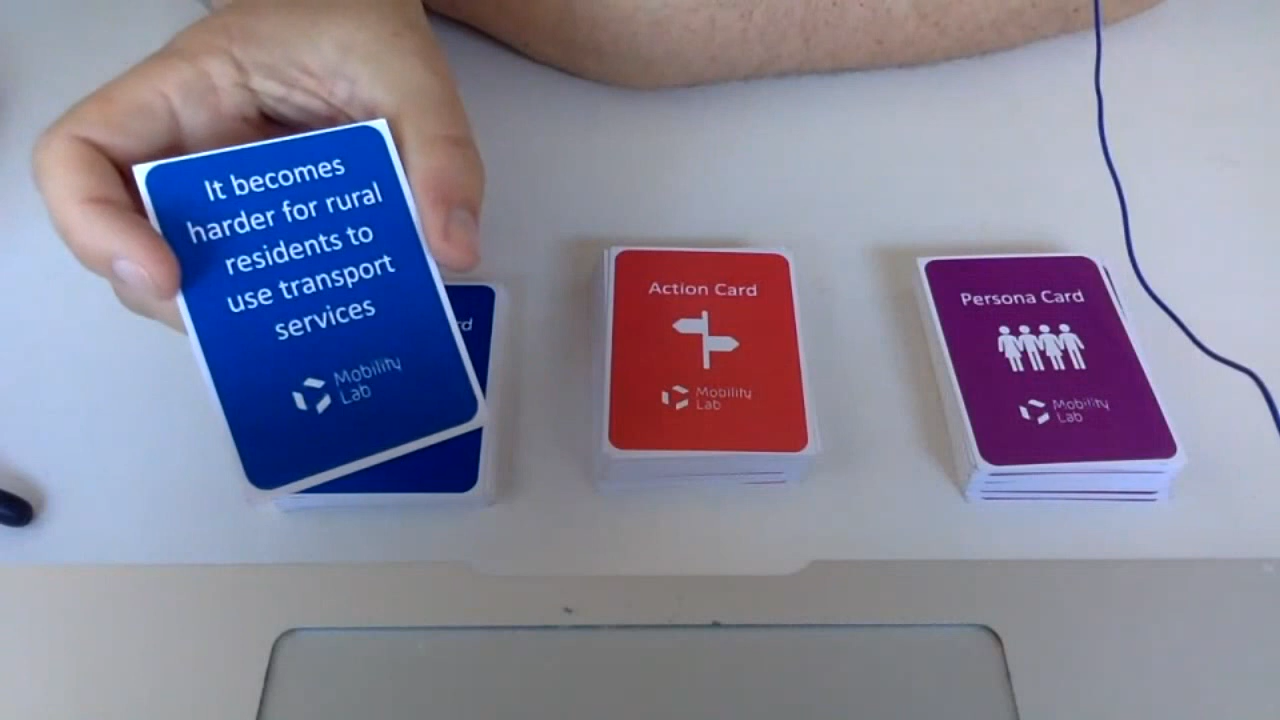 It becomes
harder for rural
residents to
use transport
services
Mobility
Lab
Action Card
Mobility
Lab
Persona Card
Mobility
Lab